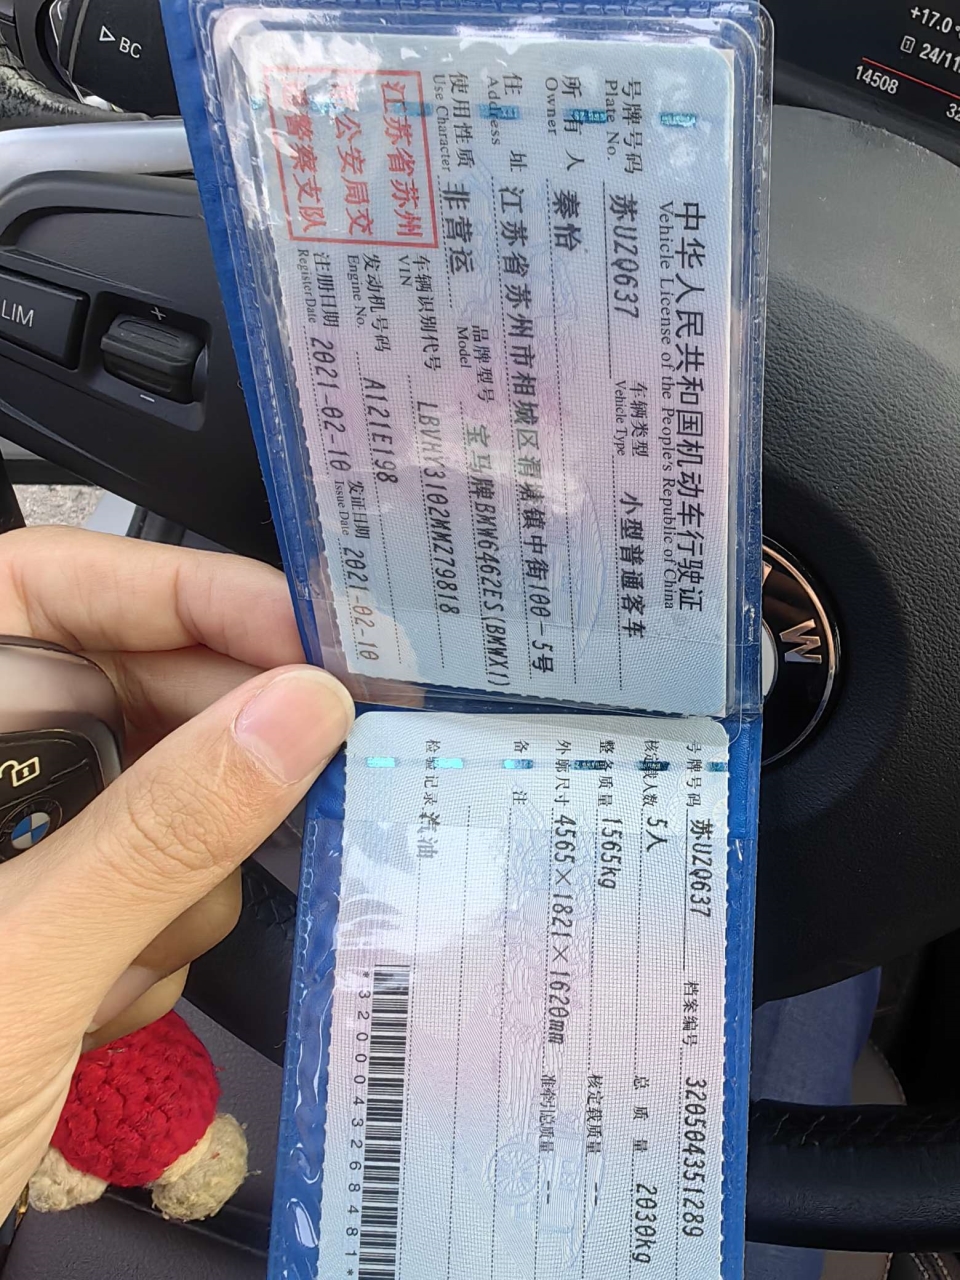 中华人民共和国机动车行驶证
Vehicle License of the People's Republic of China
号牌号码 苏UZQ637 车辆类型 小型普通客车
Plate No. Vehicle Type
所有人 秦怡
Owner
住址 江苏省苏州市相城区渭塘镇中街100-5号
Address
使用性质 非营运 品牌型号 宝马牌BMW6462ES(BMWX1)
Use Character Model
江苏省苏州
公安局交
警察支队
车辆识别代号 LBVHY3102MMZ79818
VIN
发动机号码 A121E198
Engine No.
注册日期 2021-02-10 发证日期 2021-02-10
Register Date Issue Date
号牌号码 苏UZQ637 档案编号 320504351289
核定载人数 5人 总质量 2030kg
整备质量 1565kg 核定载质量 --
外廓尺寸 4565×1821×1620mm 准牵引总质量 --
备注
检验记录 汽油
*3200043268481*
BC
LIM
+
−
+17.0
24/11
14508
W